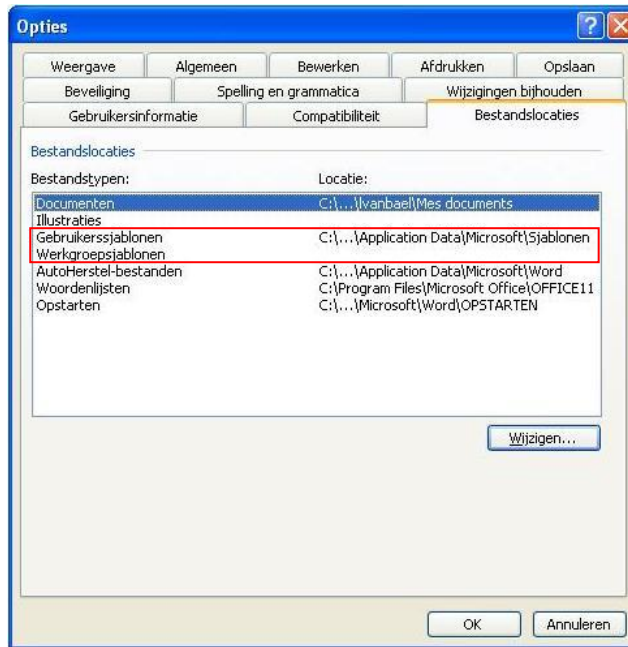 Opties
Weergave Algemeen Bewerken Afdrukken Opslaan
Beveiliging Spelling en grammatica Wijzigingen bijhouden
Gebruikersinformatie Compatibiliteit Bestandslocaties
Bestandslocaties
Bestandstypen: Locatie:
Documenten C:\...\lvanbael\Mes documents
Illustraties
Gebruikerssjablonen C:\...\Application Data\Microsoft\Sjablonen
Werkgroepsjablonen
AutoHerstel-bestanden C:\...\Application Data\Microsoft\Word
Woordenlijsten C:\Program Files\Microsoft Office\OFFICE11
Opstarten C:\...\Microsoft\Word\OPSTARTEN
Wijzigen...
OK Annuleren